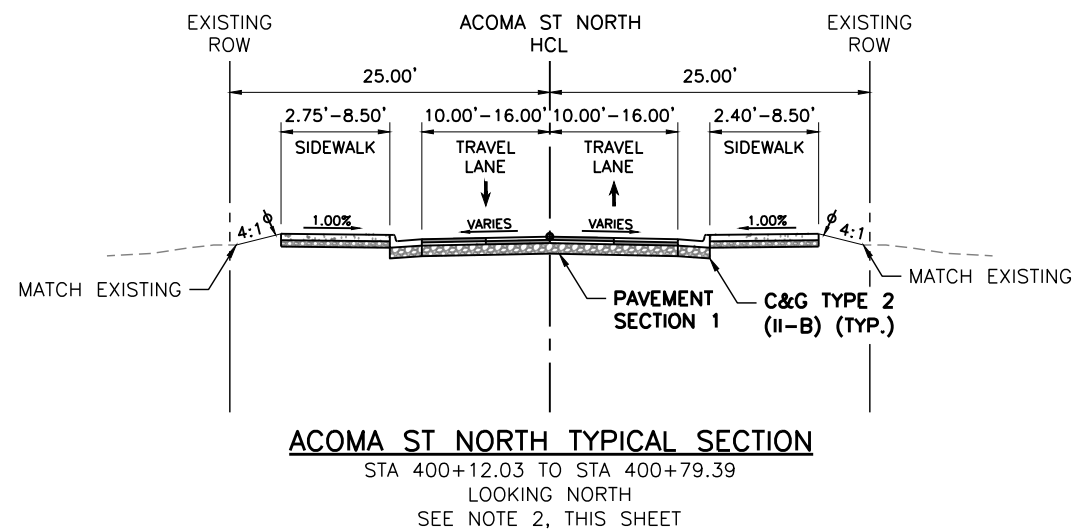 EXISTING
ROW
ACOMA ST NORTH
HCL
EXISTING
ROW
25.00'
25.00'
2.75'-8.50'
10.00'-16.00'
10.00'-16.00'
2.40'-8.50'
SIDEWALK
TRAVEL
LANE
TRAVEL
LANE
SIDEWALK
4:1
ϕ
1.00%
VARIES
VARIES
1.00%
ϕ
4:1
MATCH EXISTING
MATCH EXISTING
PAVEMENT
SECTION 1
C&G TYPE 2
(II-B) (TYP.)
ACOMA ST NORTH TYPICAL SECTION
STA 400+12.03 TO STA 400+79.39
LOOKING NORTH
SEE NOTE 2, THIS SHEET